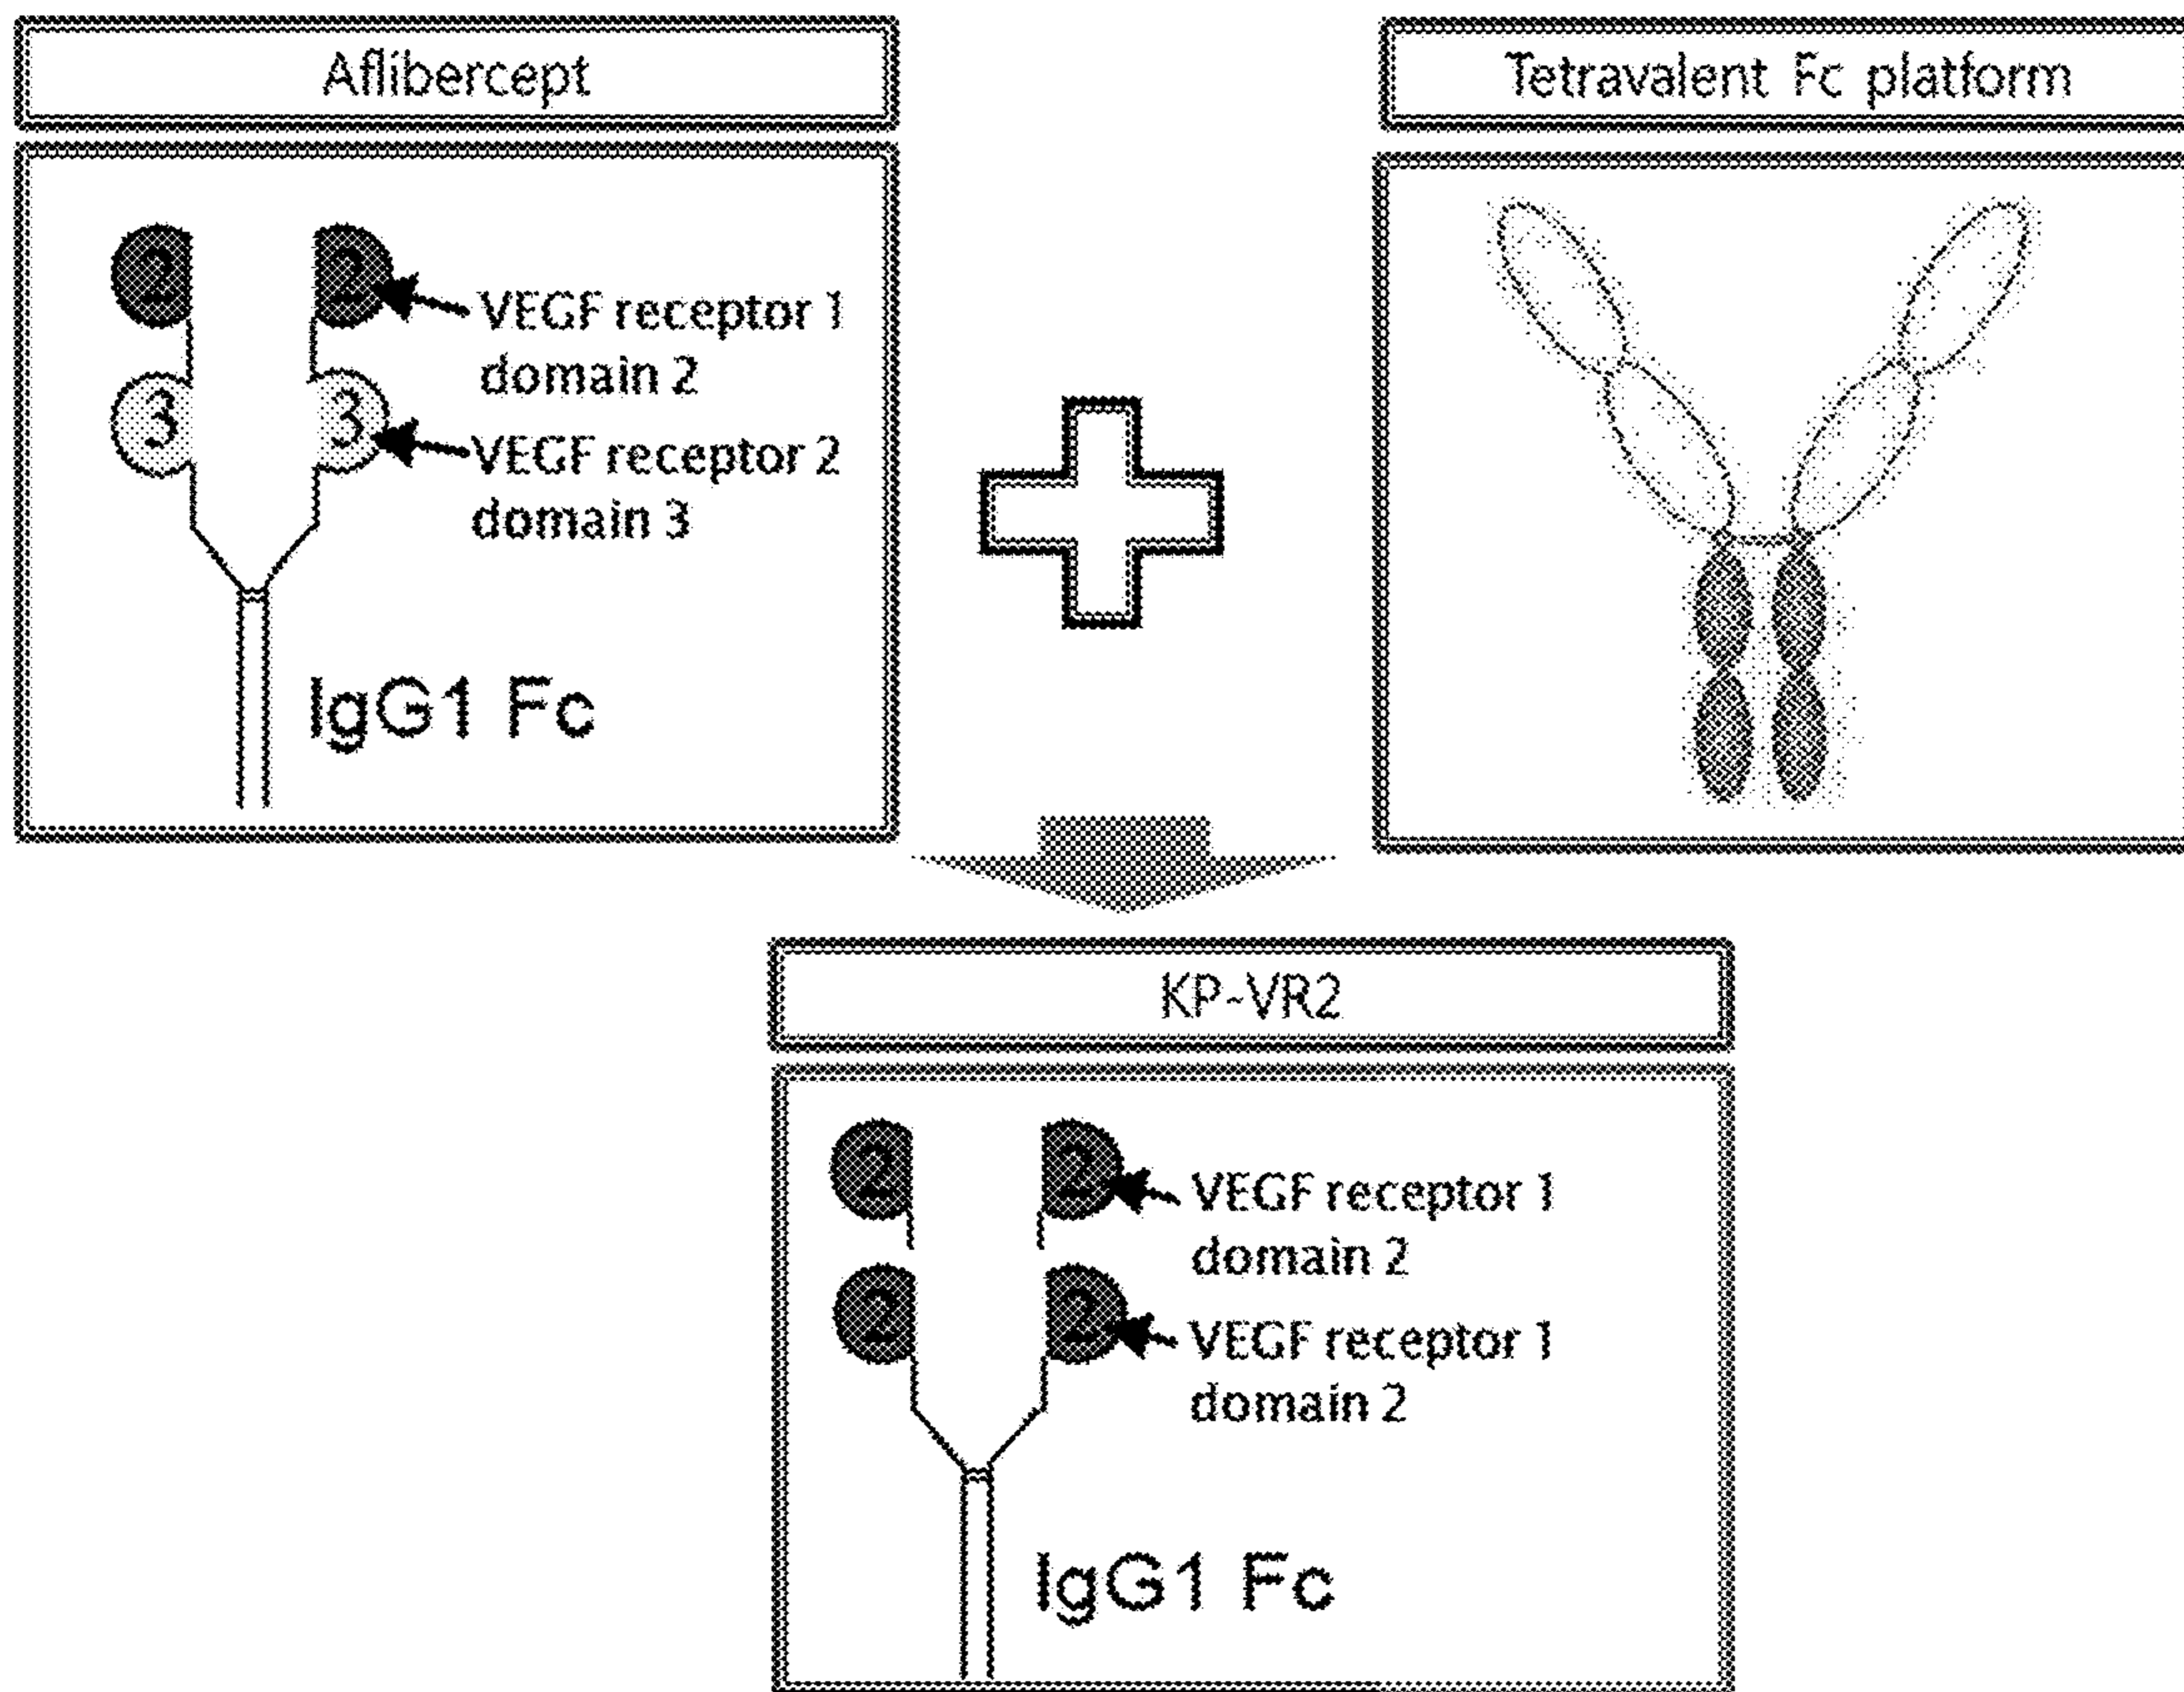 Aflibercept
Tetravalent Fc platform
2
2
VEGF receptor 1
domain 2
3
3
VEGF receptor 2
domain 3
IgG1 Fc
KP-VR2
2
2
VEGF receptor 1
domain 2
2
2
VEGF receptor 1
domain 2
IgG1 Fc